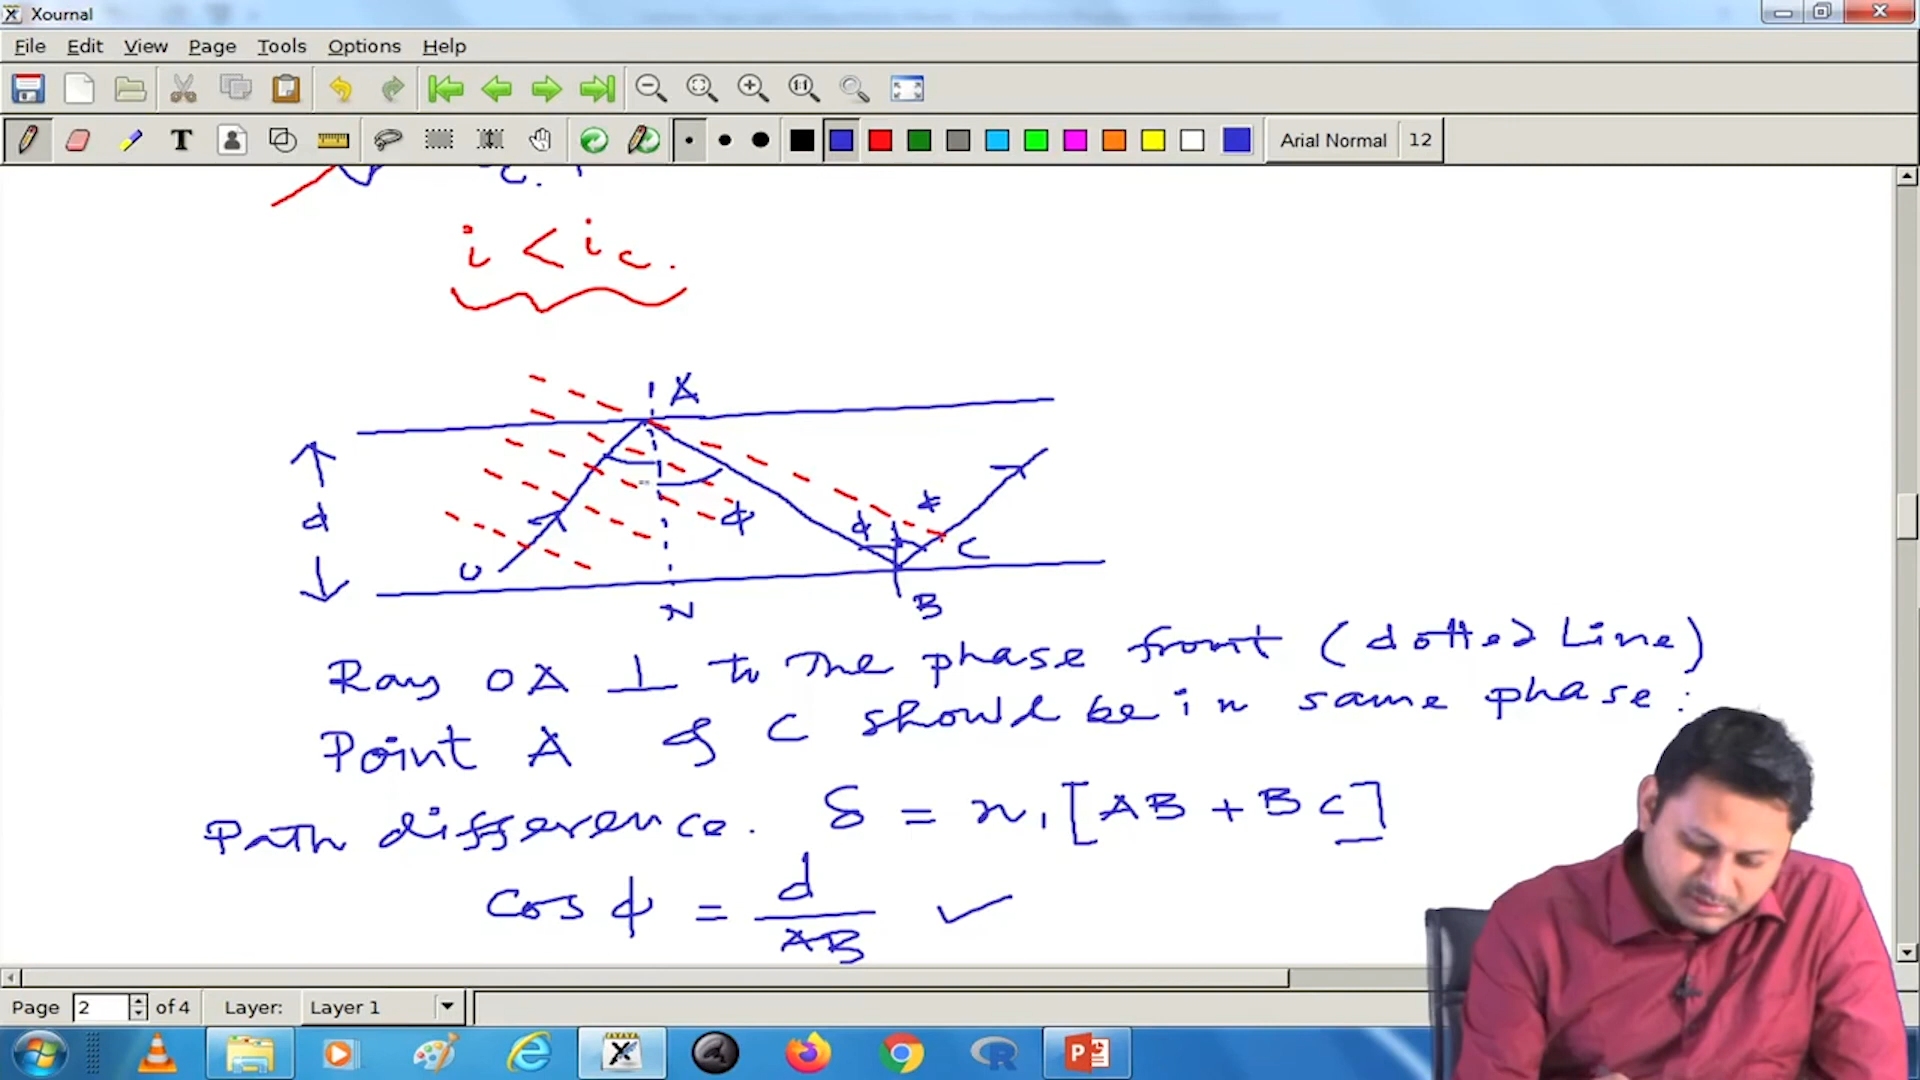 Xournal
File Edit View Page Tools Options Help
Arial Normal 12
i < ic.
A
d
φ
φ
φ
O
C
N
B
Ray OA ⊥ to the phase front (dotted Line)
Point A & C should be in same phase.
Path difference. δ = n₁ [AB + BC]
cos φ = d/AB ✓
Page 2 of 4 Layer: Layer 1